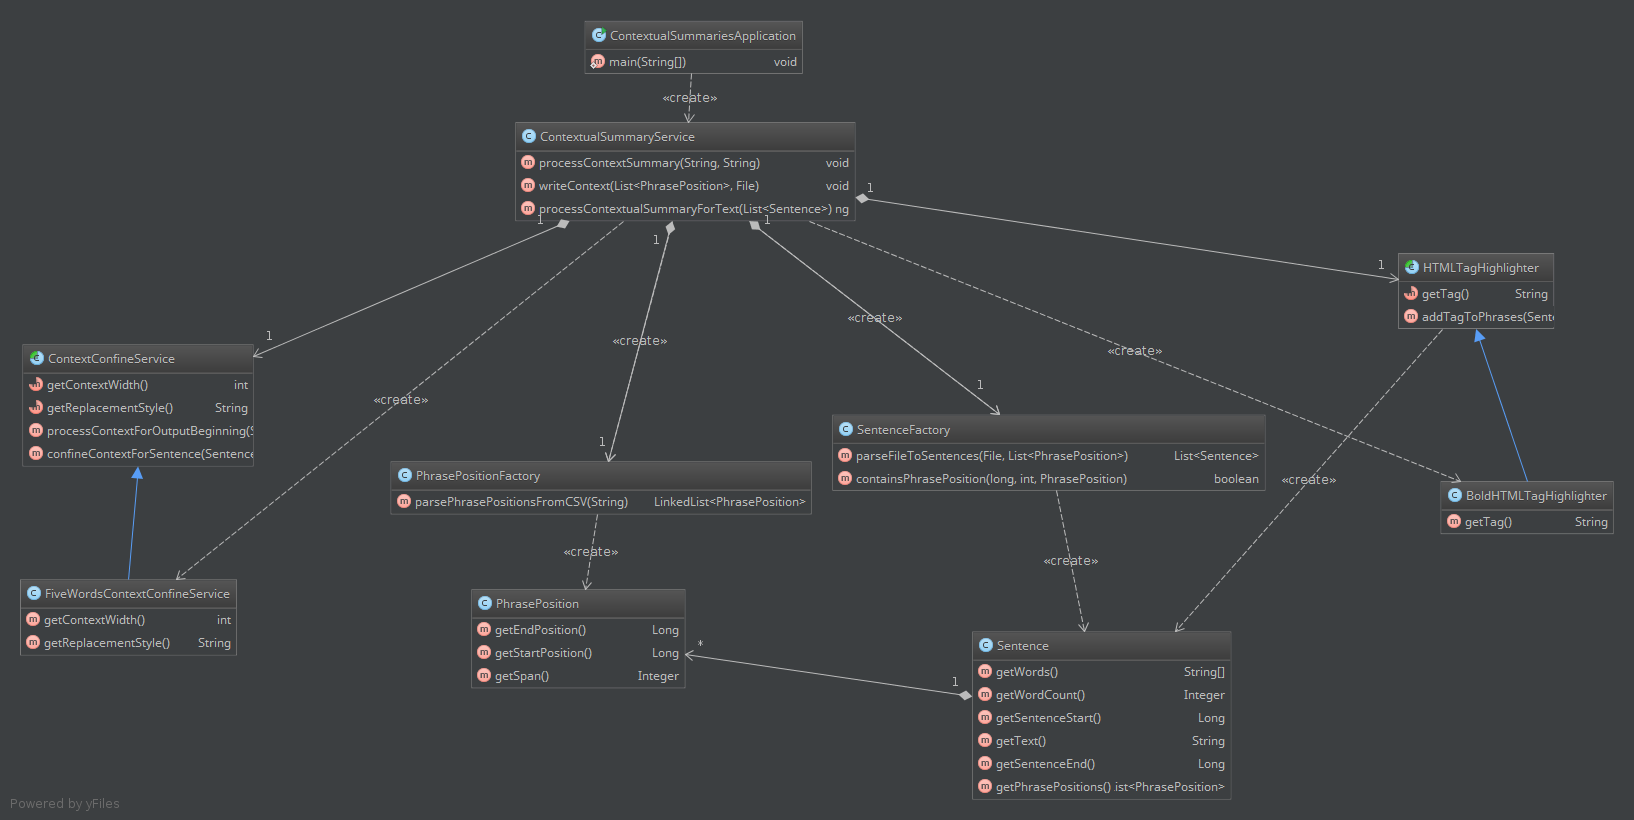 ContextualSummariesApplication
main(String[]) void
«create»
ContextualSummaryService
processContextSummary(String, String) void
writeContext(List<PhrasePosition>, File) void
processContextualSummaryForText(List<Sentence>) ng
1
1
1
1
1
HTMLTagHighlighter
getTag() String
addTagToPhrases(Sent
«create»
1
«create»
«create»
ContextConfineService
getContextWidth() int
getReplacementStyle() String
processContextForOutputBeginning(S
confineContextForSentence(Sentence
1
«create»
SentenceFactory
parseFileToSentences(File, List<PhrasePosition>) List<Sentence>
containsPhrasePosition(long, int, PhrasePosition) boolean
1
PhrasePositionFactory
parsePhrasePositionsFromCSV(String) LinkedList<PhrasePosition>
«create»
BoldHTMLTagHighlighter
getTag() String
«create»
«create»
FiveWordsContextConfineService
getContextWidth() int
getReplacementStyle() String
PhrasePosition
getEndPosition() Long
getStartPosition() Long
getSpan() Integer
*
1
Sentence
getWords() String[]
getWordCount() Integer
getSentenceStart() Long
getText() String
getSentenceEnd() Long
getPhrasePositions() ist<PhrasePosition>
Powered by yFiles